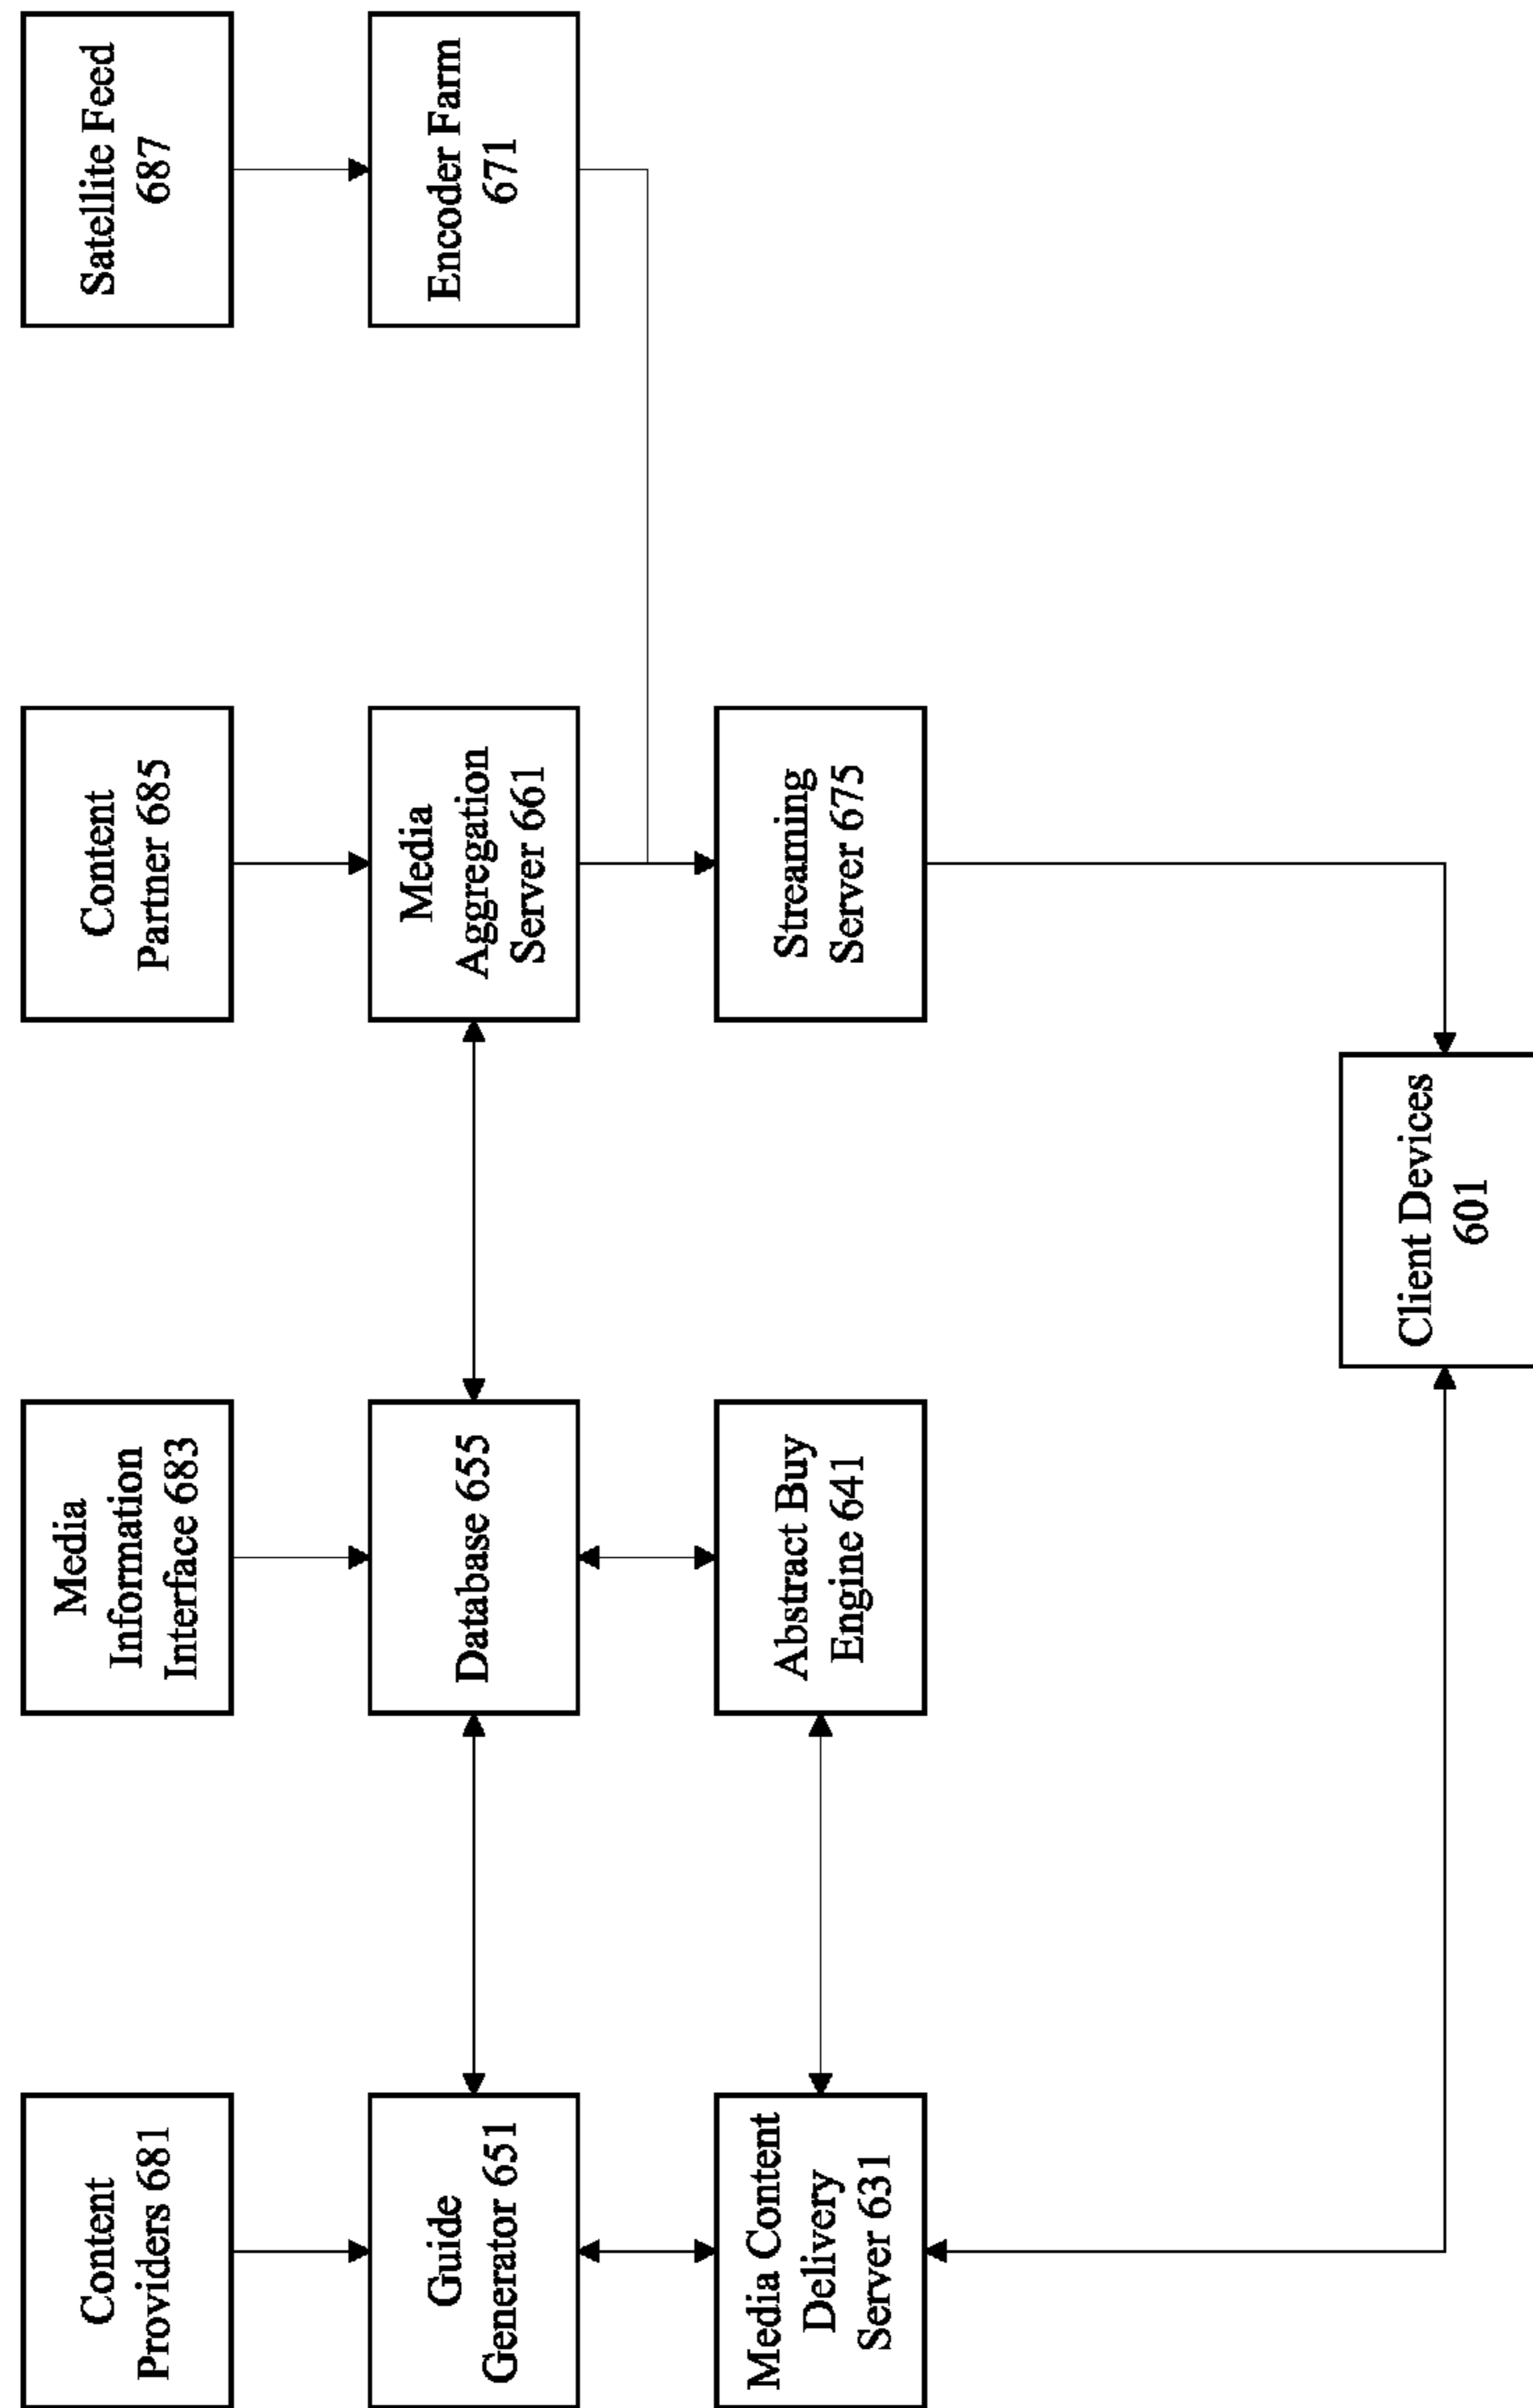 Content
Providers 681
Media
Information
Interface 683
Content
Partner 685
Satellite Feed
687
Guide
Generator 651
Database 655
Media
Aggregation
Server 661
Encoder Farm
671
Media Content
Delivery
Server 631
Abstract Buy
Engine 641
Streaming
Server 675
Client Devices
601